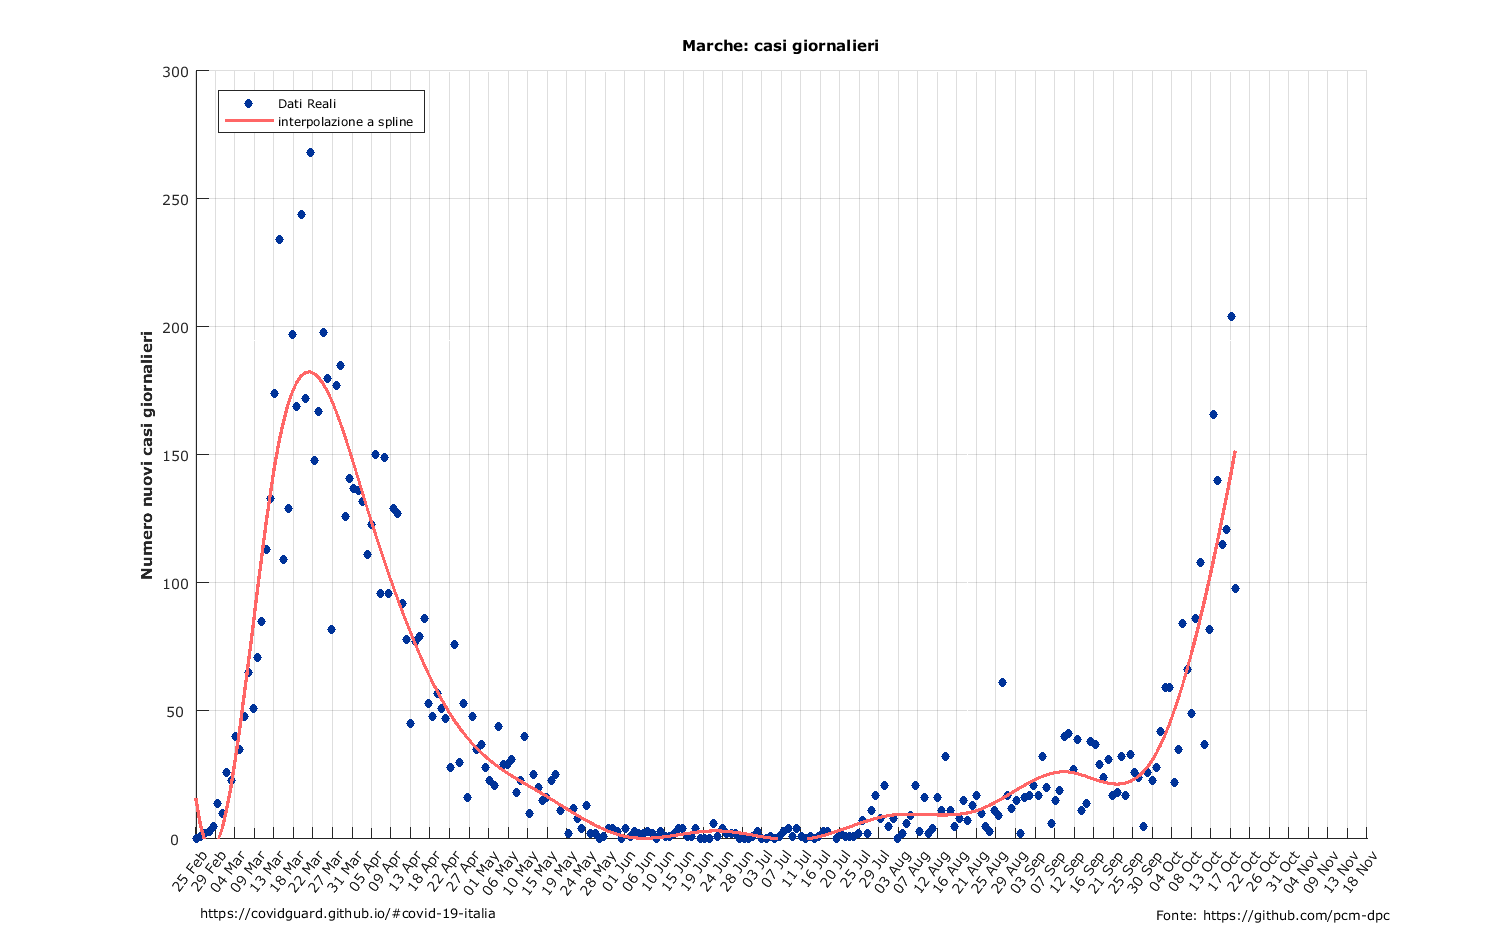 Marche: casi giornalieri
300
Dati Reali
interpolazione a spline
250
200
150
100
50
0
Numero nuovi casi giornalieri
25 Feb
29 Feb
04 Mar
09 Mar
13 Mar
18 Mar
22 Mar
27 Mar
31 Mar
05 Apr
09 Apr
13 Apr
18 Apr
22 Apr
27 Apr
01 May
06 May
10 May
15 May
19 May
24 May
28 May
01 Jun
06 Jun
10 Jun
15 Jun
19 Jun
24 Jun
28 Jun
03 Jul
07 Jul
11 Jul
16 Jul
20 Jul
25 Jul
29 Jul
03 Aug
07 Aug
12 Aug
16 Aug
21 Aug
25 Aug
29 Aug
03 Sep
07 Sep
12 Sep
16 Sep
21 Sep
25 Sep
30 Sep
04 Oct
08 Oct
13 Oct
17 Oct
22 Oct
26 Oct
31 Oct
04 Nov
09 Nov
13 Nov
18 Nov
https://covidguard.github.io/#covid-19-italia
Fonte: https://github.com/pcm-dpc